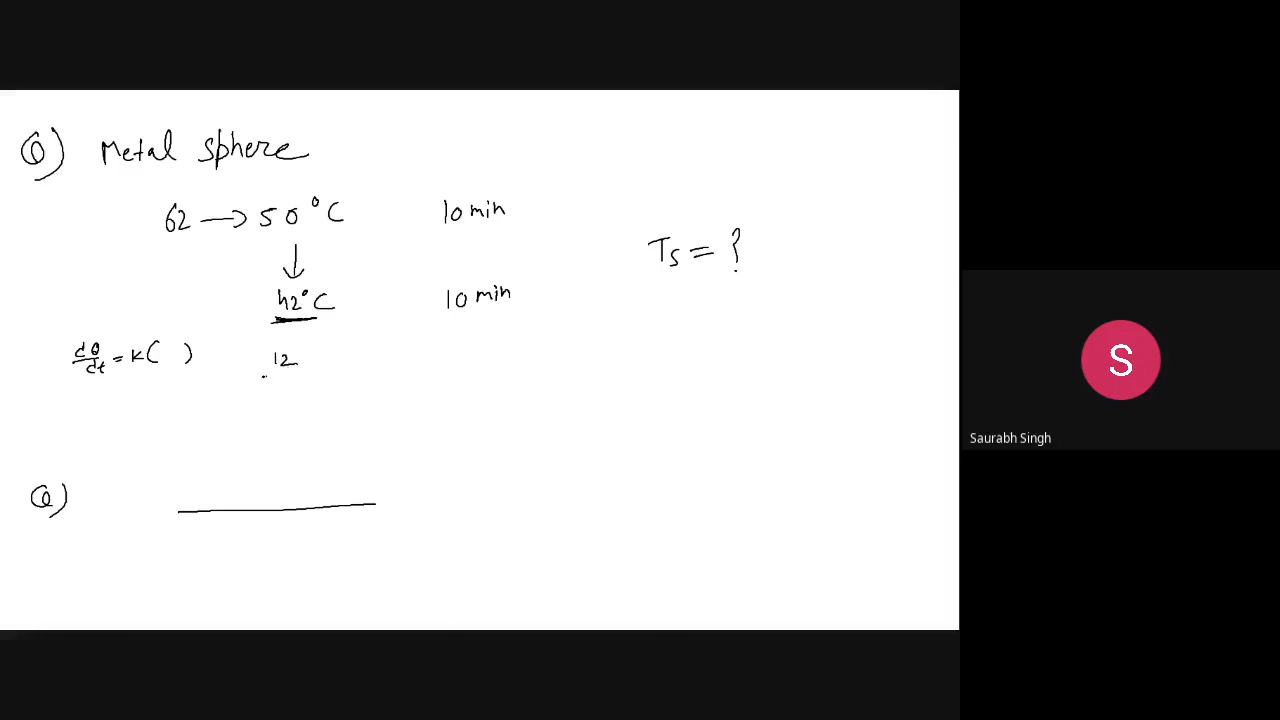 Q) Metal sphere
62 → 50°C 10 min
↓
42°C 10 min
Ts = ?
dθ/dt = K( ) 12
Q)
S
Saurabh Singh